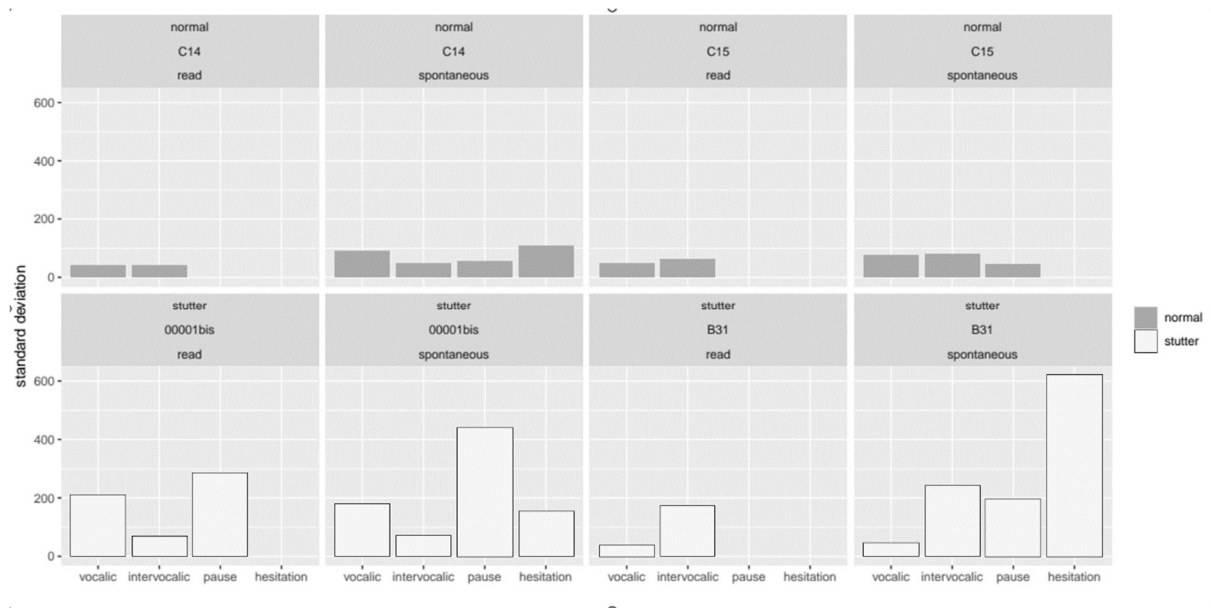 normal normal normal normal
C14 C14 C15 C15
read spontaneous read spontaneous
600
400
200
0
standard deviation
stutter stutter stutter stutter
00001bis 00001bis B31 B31
read spontaneous read spontaneous
600
400
200
0
vocalic intervocalic pause hesitation vocalic intervocalic pause hesitation vocalic intervocalic pause hesitation vocalic intervocalic pause hesitation
normal
stutter